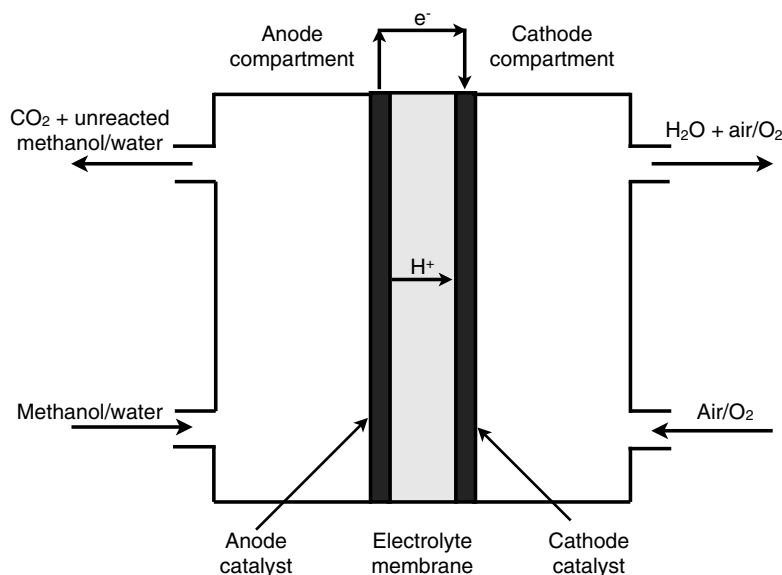 e⁻
Anode
compartment
Cathode
compartment
CO₂ + unreacted
methanol/water
H₂O + air/O₂
H⁺
Methanol/water
Air/O₂
Anode
catalyst
Electrolyte
membrane
Cathode
catalyst